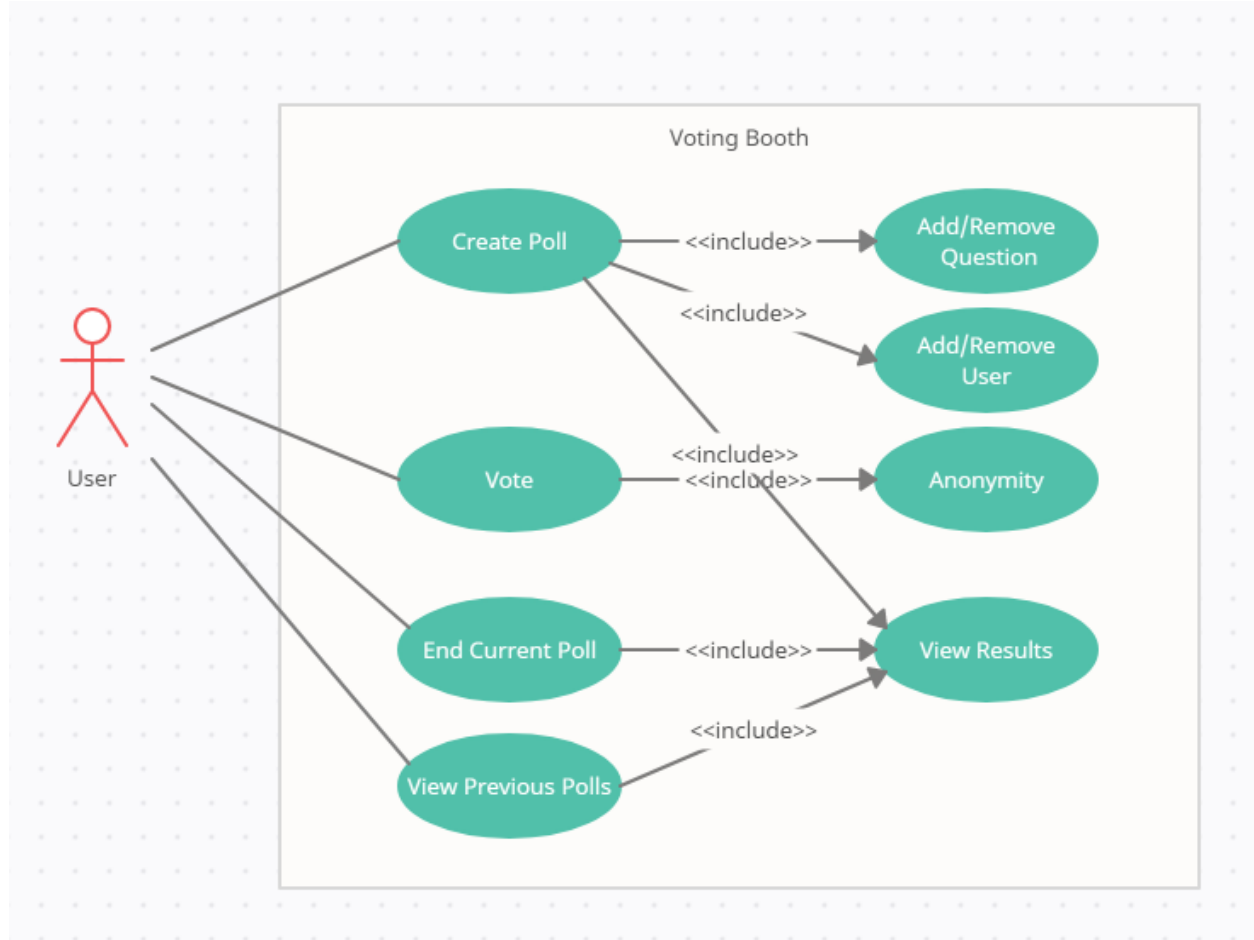 Voting Booth
Create Poll
<<include>>
Add/Remove
Question
<<include>>
Add/Remove
User
User
<<include>>
Vote
<<include>>
Anonymity
End Current Poll
<<include>>
View Results
<<include>>
View Previous Polls